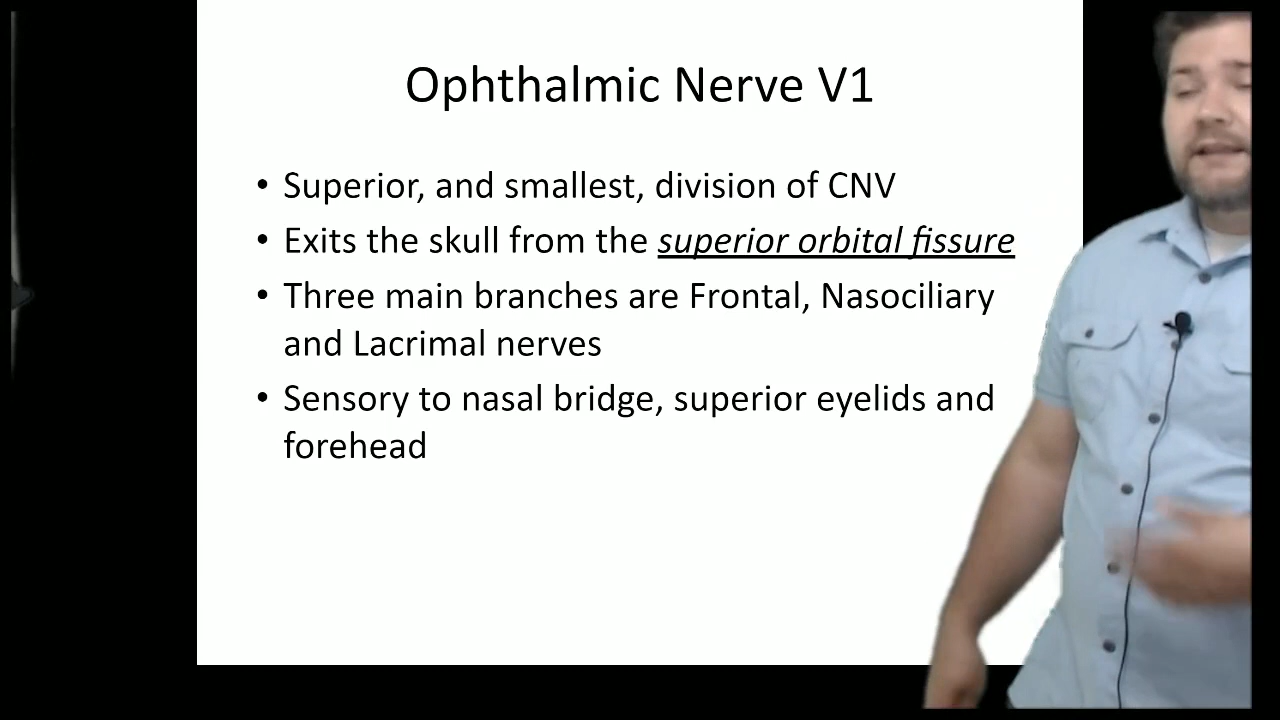 Ophthalmic Nerve V1
• Superior, and smallest, division of CNV
• Exits the skull from the superior orbital fissure
• Three main branches are Frontal, Nasociliary
and Lacrimal nerves
• Sensory to nasal bridge, superior eyelids and
forehead